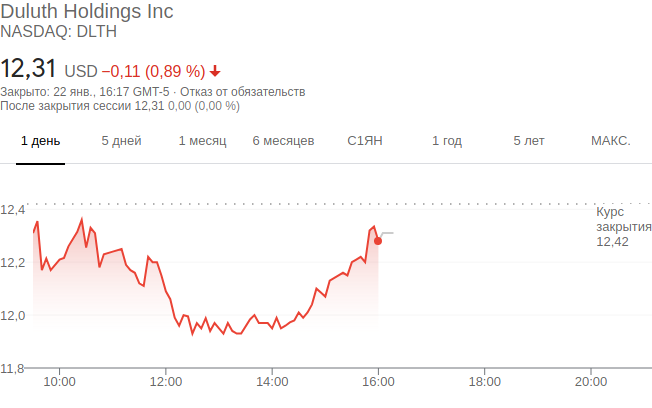 Duluth Holdings Inc
NASDAQ: DLTH
12,31 USD −0,11 (0,89 %)
Закрыто: 22 янв., 16:17 GMT-5 · Отказ от обязательств
После закрытия сессии 12,31 0,00 (0,00 %)
1 день 5 дней 1 месяц 6 месяцев С1ЯН 1 год 5 лет МАКС.
12,4
Курс
закрытия
12,42
12,2
12,0
11,8
10:00 12:00 14:00 16:00 18:00 20:00